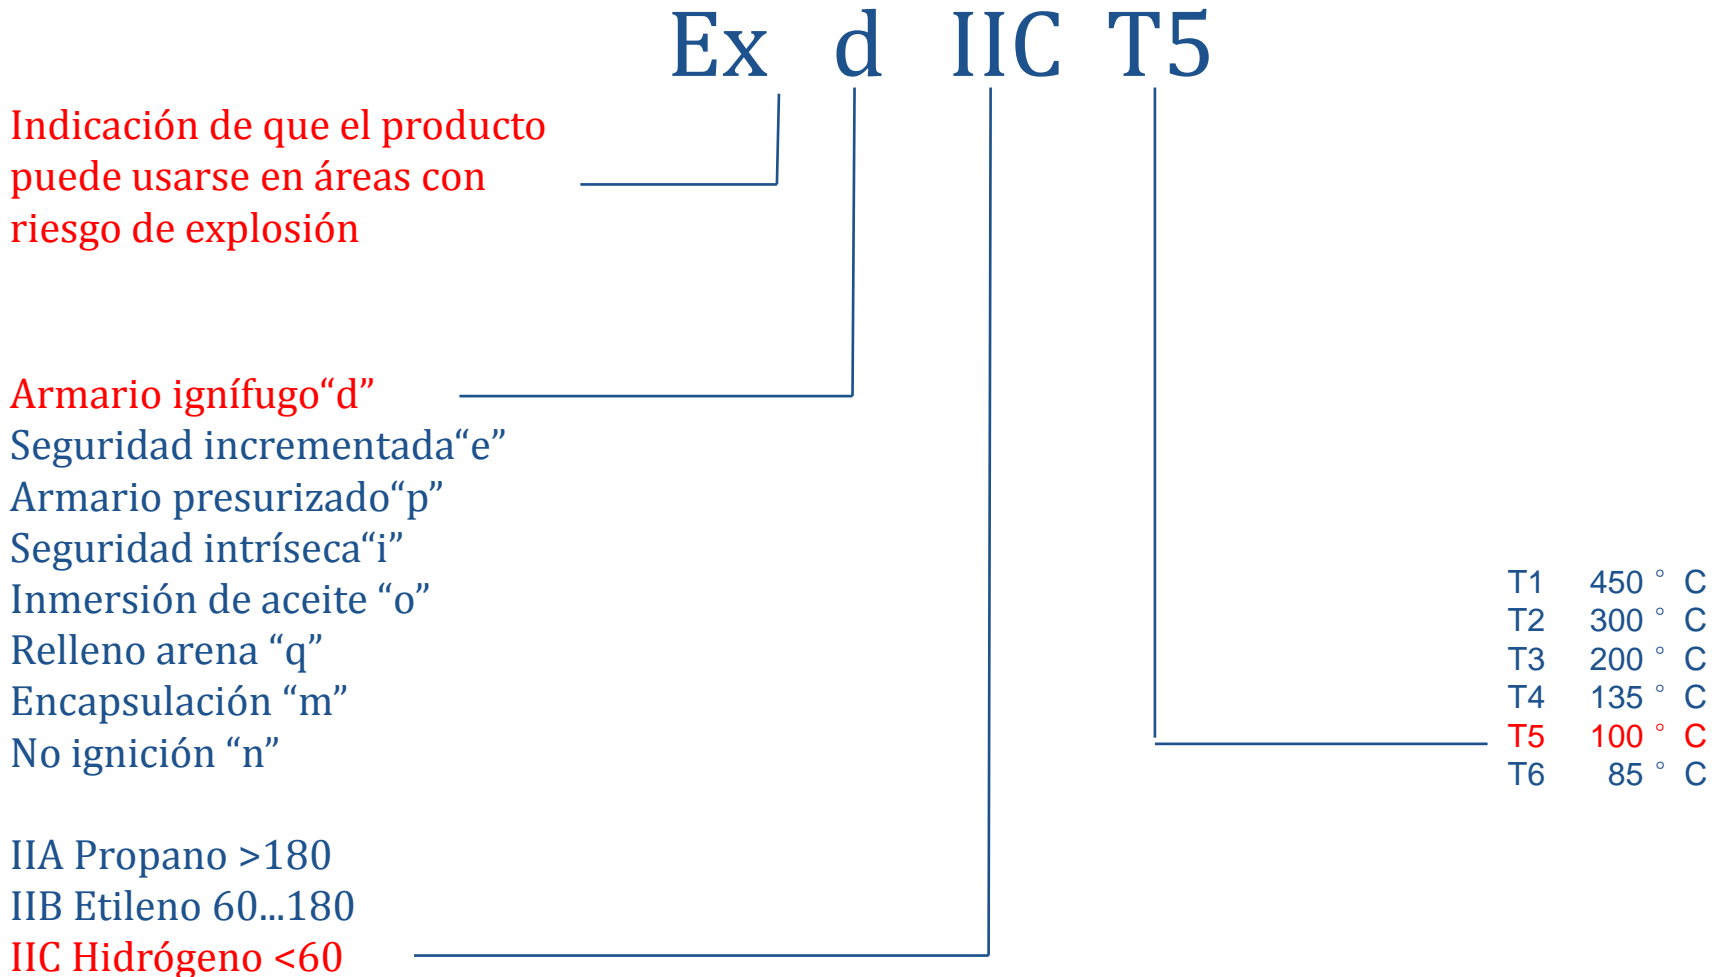 Ex d IIC T5
Indicación de que el producto
puede usarse en áreas con
riesgo de explosión
Armario ignífugo“d”
Seguridad incrementada“e”
Armario presurizado“p”
Seguridad intríseca“i”
Inmersión de aceite “o”
Relleno arena “q”
Encapsulación “m”
No ignición “n”
IIA Propano >180
IIB Etileno 60...180
IIC Hidrógeno <60
T1 450 ° C
T2 300 ° C
T3 200 ° C
T4 135 ° C
T5 100 ° C
T6 85 ° C